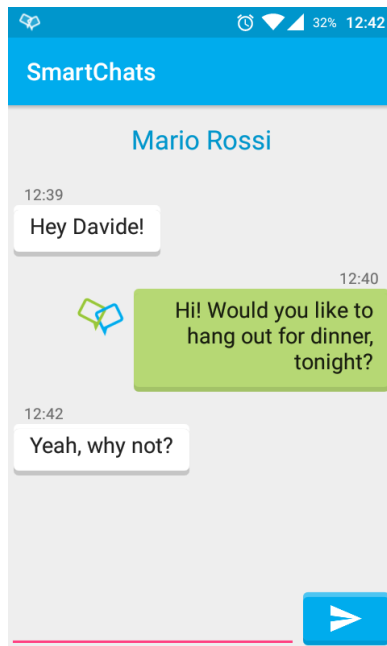 32% 12:42
SmartChats
Mario Rossi
12:39
Hey Davide!
12:40
Hi! Would you like to
hang out for dinner,
tonight?
12:42
Yeah, why not?